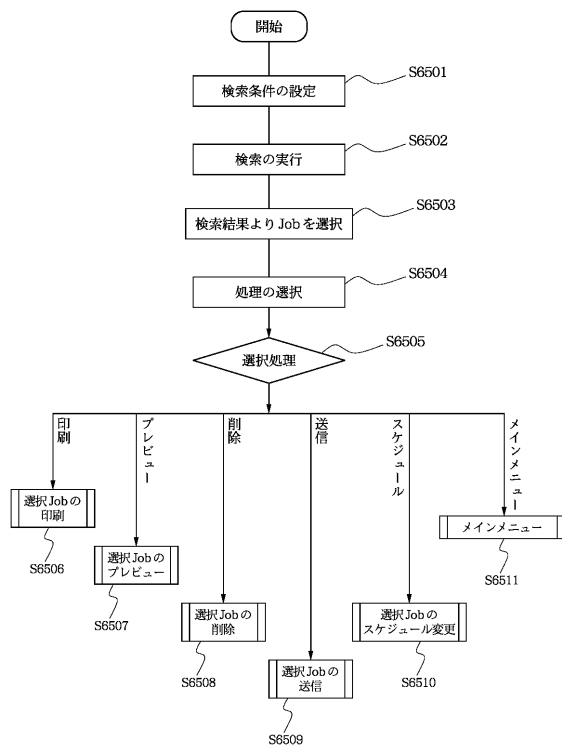 開始
検索条件の設定
S6501
検索の実行
S6502
検索結果よりJobを選択
S6503
処理の選択
S6504
選択処理
S6505
印刷
プレビュー
削除
送信
スケジュール
メインメニュー
選択Jobの
印刷
S6506
選択Jobの
プレビュー
S6507
選択Jobの
削除
S6508
選択Jobの
送信
S6509
選択Jobの
スケジュール変更
S6510
メインメニュー
S6511